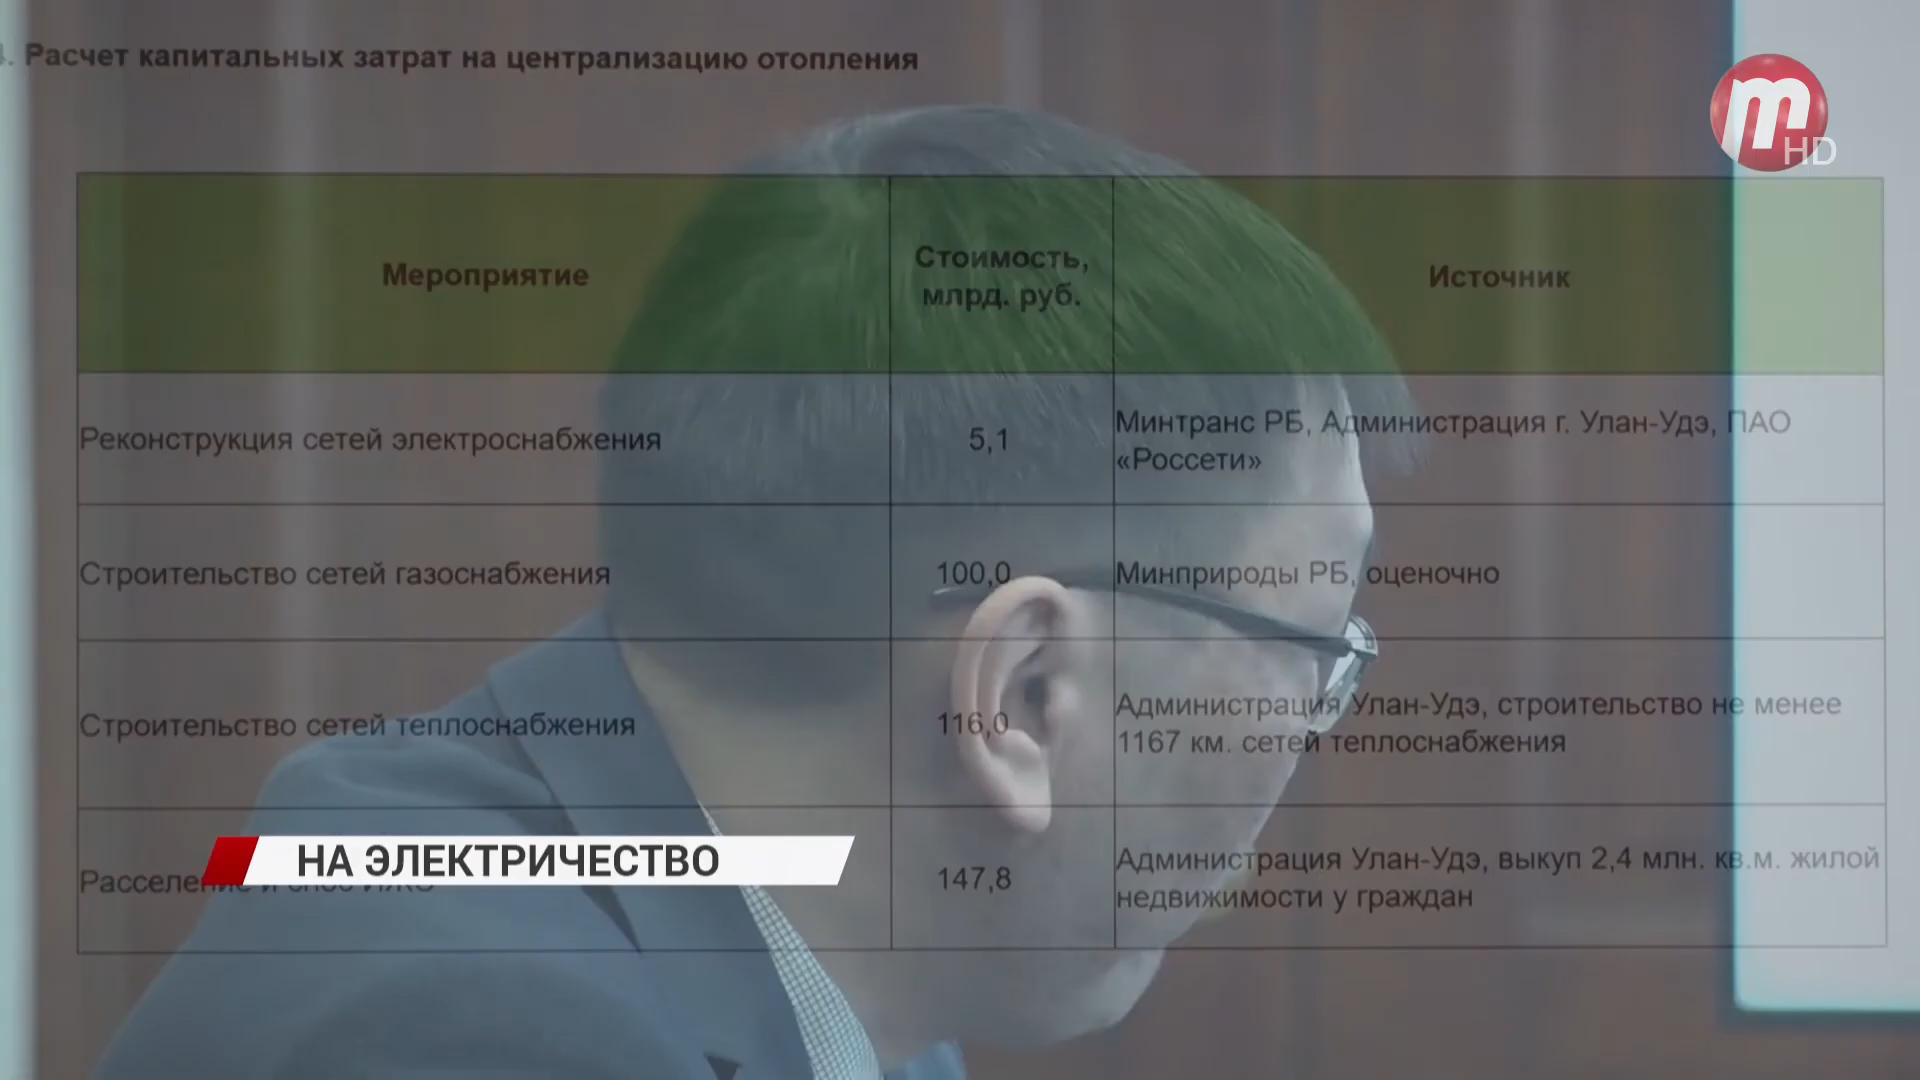 . Расчет капитальных затрат на централизацию отопления
m HD
Мероприятие
Стоимость,
млрд. руб.
Источник
Реконструкция сетей электроснабжения
5,1
Минтранс РБ, Администрация г. Улан-Удэ, ПАО
«Россети»
Строительство сетей газоснабжения
100,0
Минприроды РБ, оценочно
Строительство сетей теплоснабжения
116,0
Администрация Улан-Удэ, строительство не менее
1167 км. сетей теплоснабжения
147,8
Администрация Улан-Удэ, выкуп 2,4 млн. кв.м. жилой
недвижимости у граждан
НА ЭЛЕКТРИЧЕСТВО